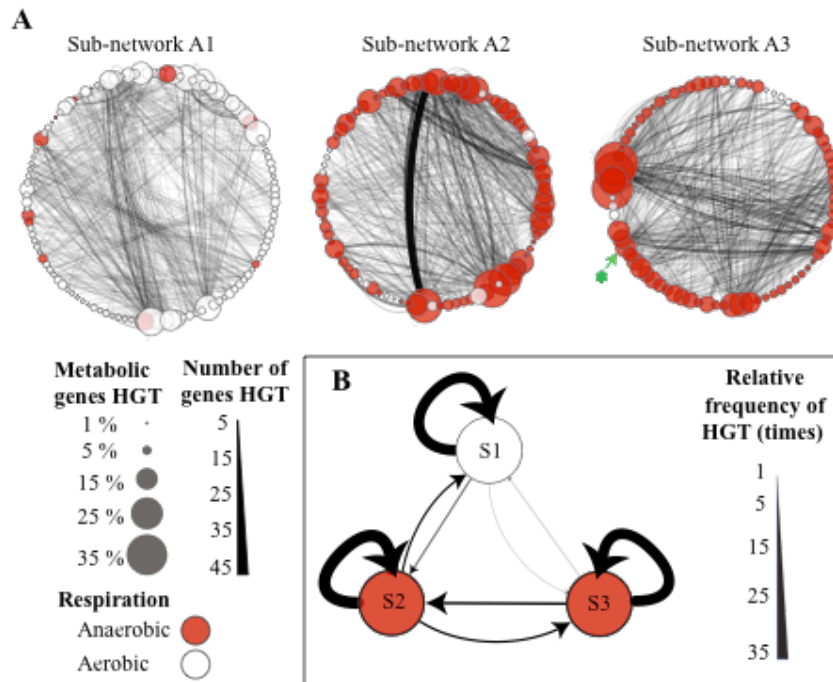 A
Sub-network A1
Sub-network A2
Sub-network A3
Metabolic
genes HGT
1 %
5 %
15 %
25 %
35 %
Number of
genes HGT
5
15
25
35
45
Respiration
Anaerobic
Aerobic
B
S1
S2
S3
Relative
frequency of
HGT (times)
1
5
15
25
35